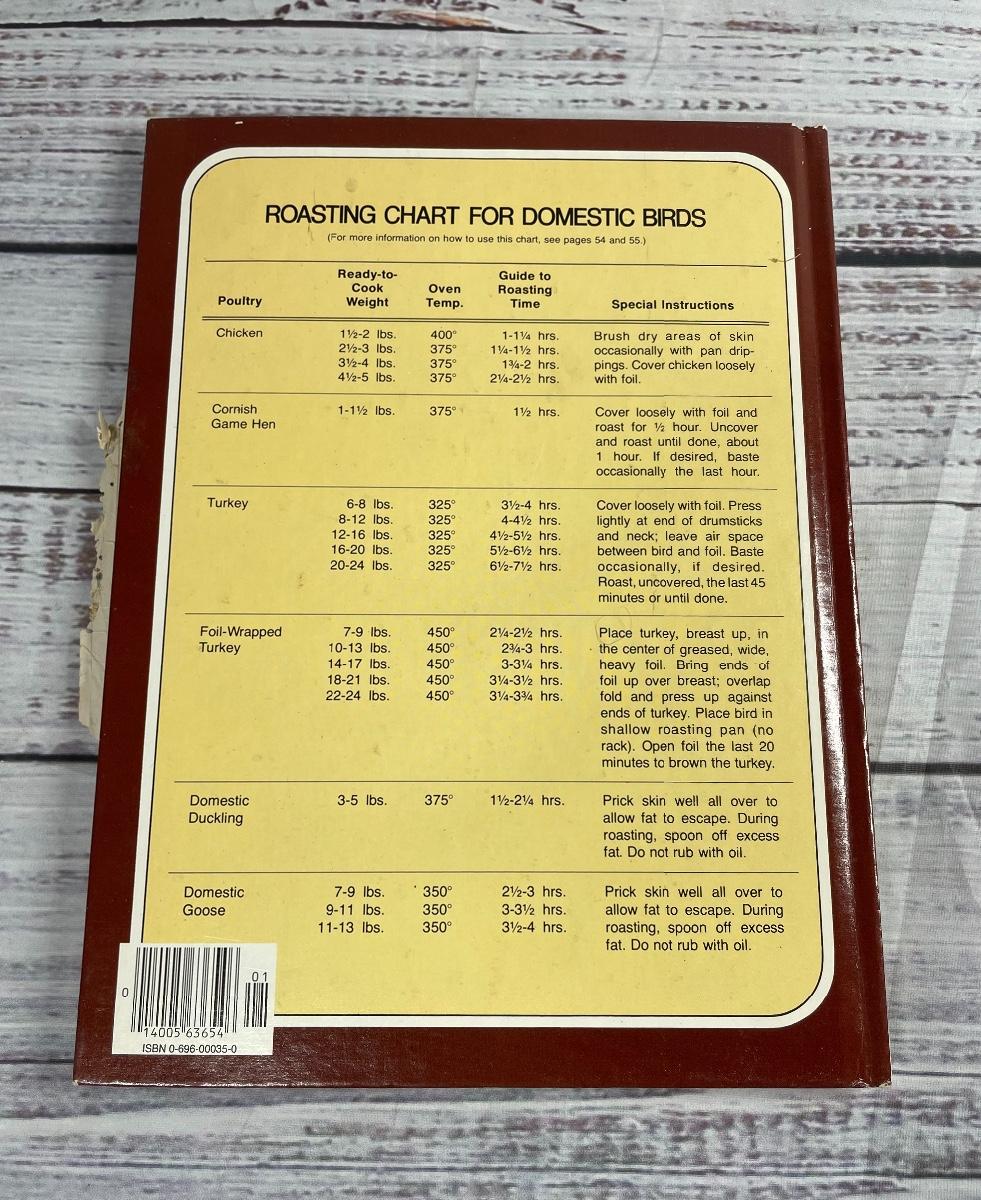 ROASTING CHART FOR DOMESTIC BIRDS
(For more information on how to use this chart, see pages 54 and 55.)
Poultry Ready-to-Cook Weight Oven Temp. Guide to Roasting Time Special Instructions
Chicken 1½-2 lbs. 400° 1-1¼ hrs. Brush dry areas of skin
2½-3 lbs. 375° 1¼-1½ hrs. occasionally with pan drip-
3½-4 lbs. 375° 1¾-2 hrs. pings. Cover chicken loosely
4½-5 lbs. 375° 2¼-2½ hrs. with foil.
Cornish 1-1½ lbs. 375° 1½ hrs. Cover loosely with foil and
Game Hen roast for ½ hour. Uncover
and roast until done, about
1 hour. If desired, baste
occasionally the last hour.
Turkey 6-8 lbs. 325° 3½-4 hrs. Cover loosely with foil. Press
8-12 lbs. 325° 4-4½ hrs. lightly at end of drumsticks
12-16 lbs. 325° 4½-5½ hrs. and neck; leave air space
16-20 lbs. 325° 5½-6½ hrs. between bird and foil. Baste
20-24 lbs. 325° 6½-7½ hrs. occasionally, if desired.
Roast, uncovered, the last 45
minutes or until done.
Foil-Wrapped 7-9 lbs. 450° 2¼-2½ hrs. Place turkey, breast up, in
Turkey 10-13 lbs. 450° 2¾-3 hrs. the center of greased, wide,
14-17 lbs. 450° 3-3¼ hrs. heavy foil. Bring ends of
18-21 lbs. 450° 3¼-3½ hrs. foil up over breast; overlap
22-24 lbs. 450° 3¼-3¾ hrs. fold and press up against
ends of turkey. Place bird in
shallow roasting pan (no
rack). Open foil the last 20
minutes to brown the turkey.
Domestic 3-5 lbs. 375° 1½-2¼ hrs. Prick skin well all over to
Duckling allow fat to escape. During
roasting, spoon off excess
fat. Do not rub with oil.
Domestic 7-9 lbs. 350° 2½-3 hrs. Prick skin well all over to
Goose 9-11 lbs. 350° 3-3½ hrs. allow fat to escape. During
11-13 lbs. 350° 3½-4 hrs. roasting, spoon off excess
fat. Do not rub with oil.
01
0
14005 63654
ISBN 0-696-00035-0